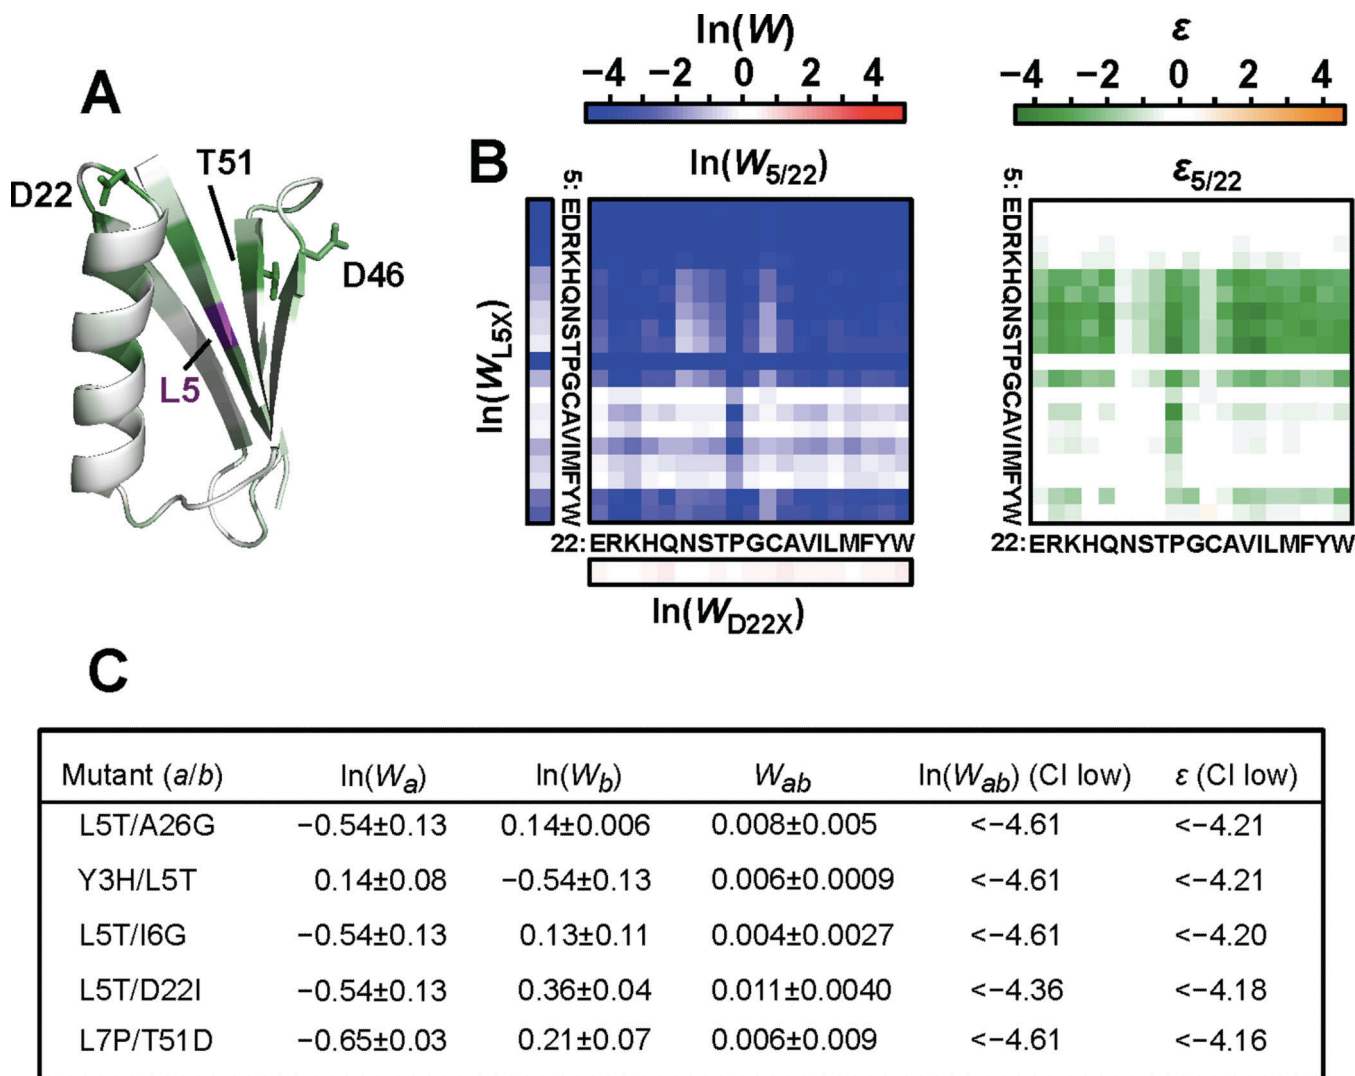 A
D22
T51
D46
L5
ln(W)
−4 −2 0 2 4
ε
−4 −2 0 2 4
B
ln(W5/22)
ln(WL5X)
5: EDRKHQNSTPGCAVIMFYW
22: ERKHQNSTPGCAVILMFYW
ln(WD22X)
ε5/22
5: EDRKHQNSTPGCAVIMFYW
22: ERKHQNSTPGCAVILMFYW
C
Mutant (a/b) ln(Wa) ln(Wb) Wab ln(Wab) (CI low) ε (CI low)
L5T/A26G −0.54±0.13 0.14±0.006 0.008±0.005 <−4.61 <−4.21
Y3H/L5T 0.14±0.08 −0.54±0.13 0.006±0.0009 <−4.61 <−4.21
L5T/I6G −0.54±0.13 0.13±0.11 0.004±0.0027 <−4.61 <−4.20
L5T/D22I −0.54±0.13 0.36±0.04 0.011±0.0040 <−4.36 <−4.18
L7P/T51D −0.65±0.03 0.21±0.07 0.006±0.009 <−4.61 <−4.16